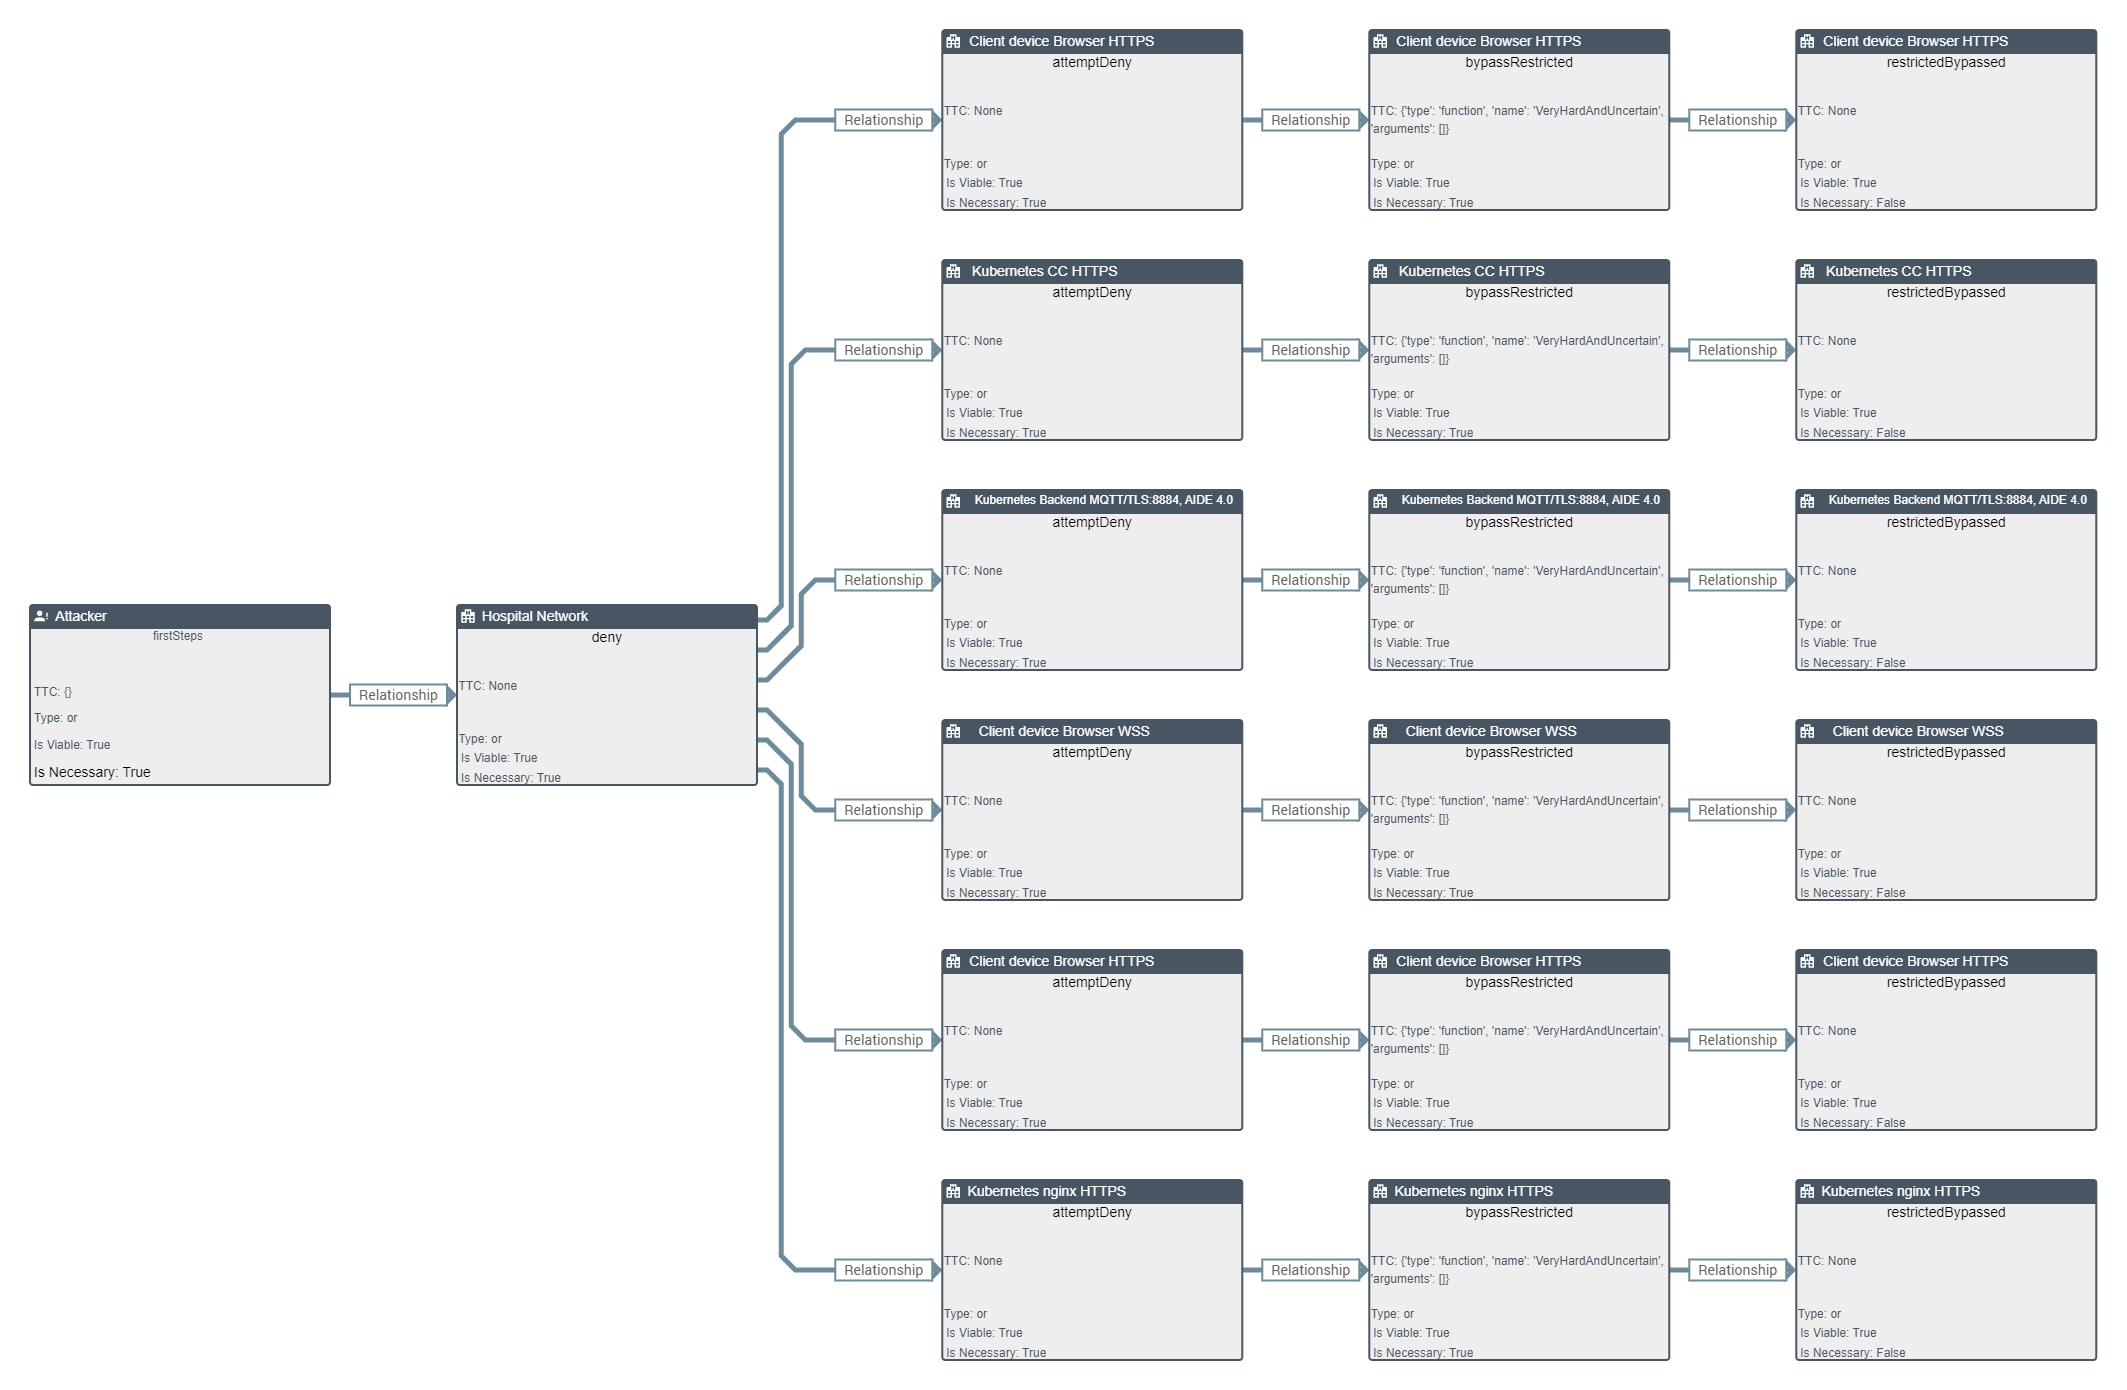 Attacker
firstSteps
TTC: {}
Type: or
Is Viable: True
Is Necessary: True
Relationship
Hospital Network
deny
TTC: None
Type: or
Is Viable: True
Is Necessary: True
Relationship
Client device Browser HTTPS
attemptDeny
TTC: None
Type: or
Is Viable: True
Is Necessary: True
Relationship
Client device Browser HTTPS
bypassRestricted
TTC: {'type': 'function', 'name': 'VeryHardAndUncertain',
'arguments': []}
Type: or
Is Viable: True
Is Necessary: True
Relationship
Client device Browser HTTPS
restrictedBypassed
TTC: None
Type: or
Is Viable: True
Is Necessary: False
Relationship
Kubernetes CC HTTPS
attemptDeny
TTC: None
Type: or
Is Viable: True
Is Necessary: True
Relationship
Kubernetes CC HTTPS
bypassRestricted
TTC: {'type': 'function', 'name': 'VeryHardAndUncertain',
'arguments': []}
Type: or
Is Viable: True
Is Necessary: True
Relationship
Kubernetes CC HTTPS
restrictedBypassed
TTC: None
Type: or
Is Viable: True
Is Necessary: False
Relationship
Kubernetes Backend MQTT/TLS:8884, AIDE 4.0
attemptDeny
TTC: None
Type: or
Is Viable: True
Is Necessary: True
Relationship
Kubernetes Backend MQTT/TLS:8884, AIDE 4.0
bypassRestricted
TTC: {'type': 'function', 'name': 'VeryHardAndUncertain',
'arguments': []}
Type: or
Is Viable: True
Is Necessary: True
Relationship
Kubernetes Backend MQTT/TLS:8884, AIDE 4.0
restrictedBypassed
TTC: None
Type: or
Is Viable: True
Is Necessary: False
Relationship
Client device Browser WSS
attemptDeny
TTC: None
Type: or
Is Viable: True
Is Necessary: True
Relationship
Client device Browser WSS
bypassRestricted
TTC: {'type': 'function', 'name': 'VeryHardAndUncertain',
'arguments': []}
Type: or
Is Viable: True
Is Necessary: True
Relationship
Client device Browser WSS
restrictedBypassed
TTC: None
Type: or
Is Viable: True
Is Necessary: False
Relationship
Client device Browser HTTPS
attemptDeny
TTC: None
Type: or
Is Viable: True
Is Necessary: True
Relationship
Client device Browser HTTPS
bypassRestricted
TTC: {'type': 'function', 'name': 'VeryHardAndUncertain',
'arguments': []}
Type: or
Is Viable: True
Is Necessary: True
Relationship
Client device Browser HTTPS
restrictedBypassed
TTC: None
Type: or
Is Viable: True
Is Necessary: False
Relationship
Kubernetes nginx HTTPS
attemptDeny
TTC: None
Type: or
Is Viable: True
Is Necessary: True
Relationship
Kubernetes nginx HTTPS
bypassRestricted
TTC: {'type': 'function', 'name': 'VeryHardAndUncertain',
'arguments': []}
Type: or
Is Viable: True
Is Necessary: True
Relationship
Kubernetes nginx HTTPS
restrictedBypassed
TTC: None
Type: or
Is Viable: True
Is Necessary: False